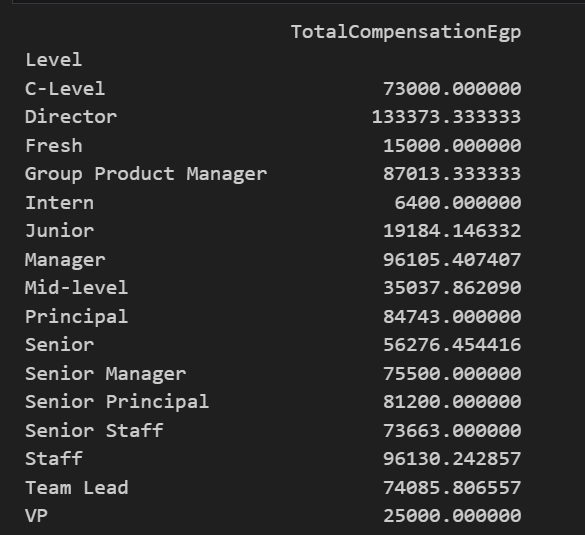 TotalCompensationEgp
Level
C-Level 73000.000000
Director 133373.333333
Fresh 15000.000000
Group Product Manager 87013.333333
Intern 6400.000000
Junior 19184.146332
Manager 96105.407407
Mid-level 35037.862090
Principal 84743.000000
Senior 56276.454416
Senior Manager 75500.000000
Senior Principal 81200.000000
Senior Staff 73663.000000
Staff 96130.242857
Team Lead 74085.806557
VP 25000.000000